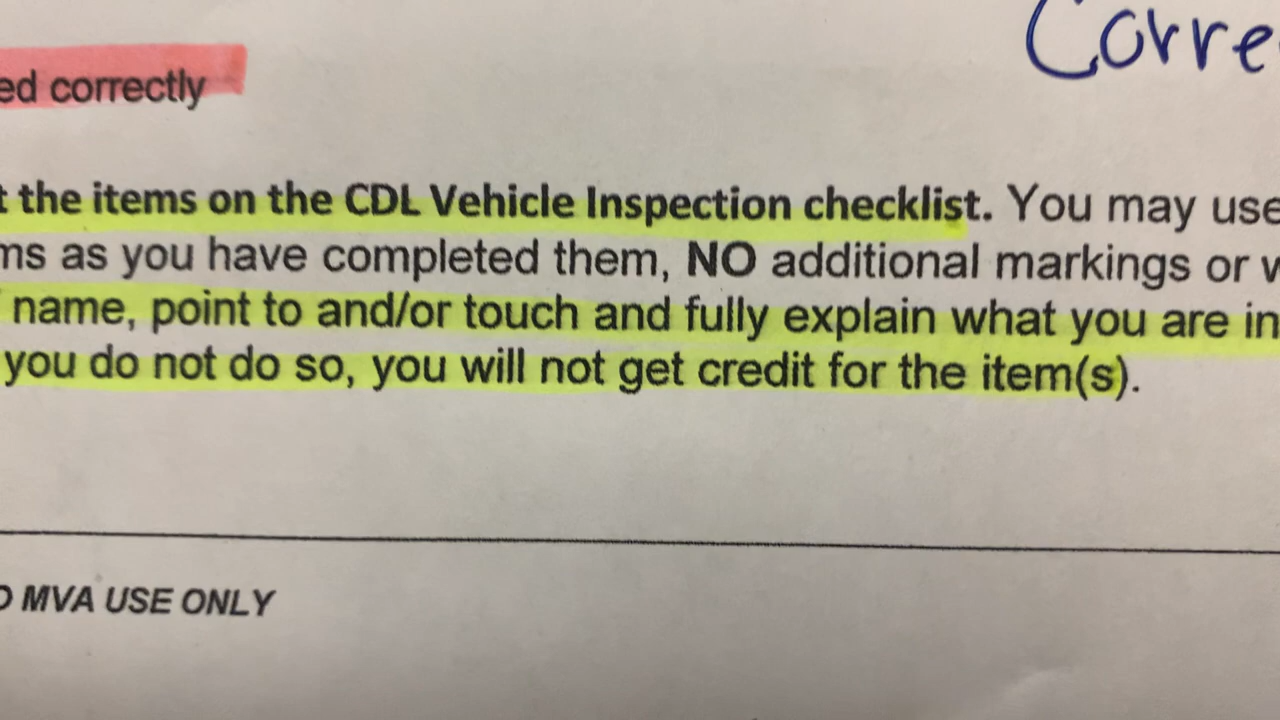 Corre
ed correctly
the items on the CDL Vehicle Inspection checklist. You may use
ms as you have completed them, NO additional markings or
name, point to and/or touch and fully explain what you are in
you do not do so, you will not get credit for the item(s).
MVA USE ONLY